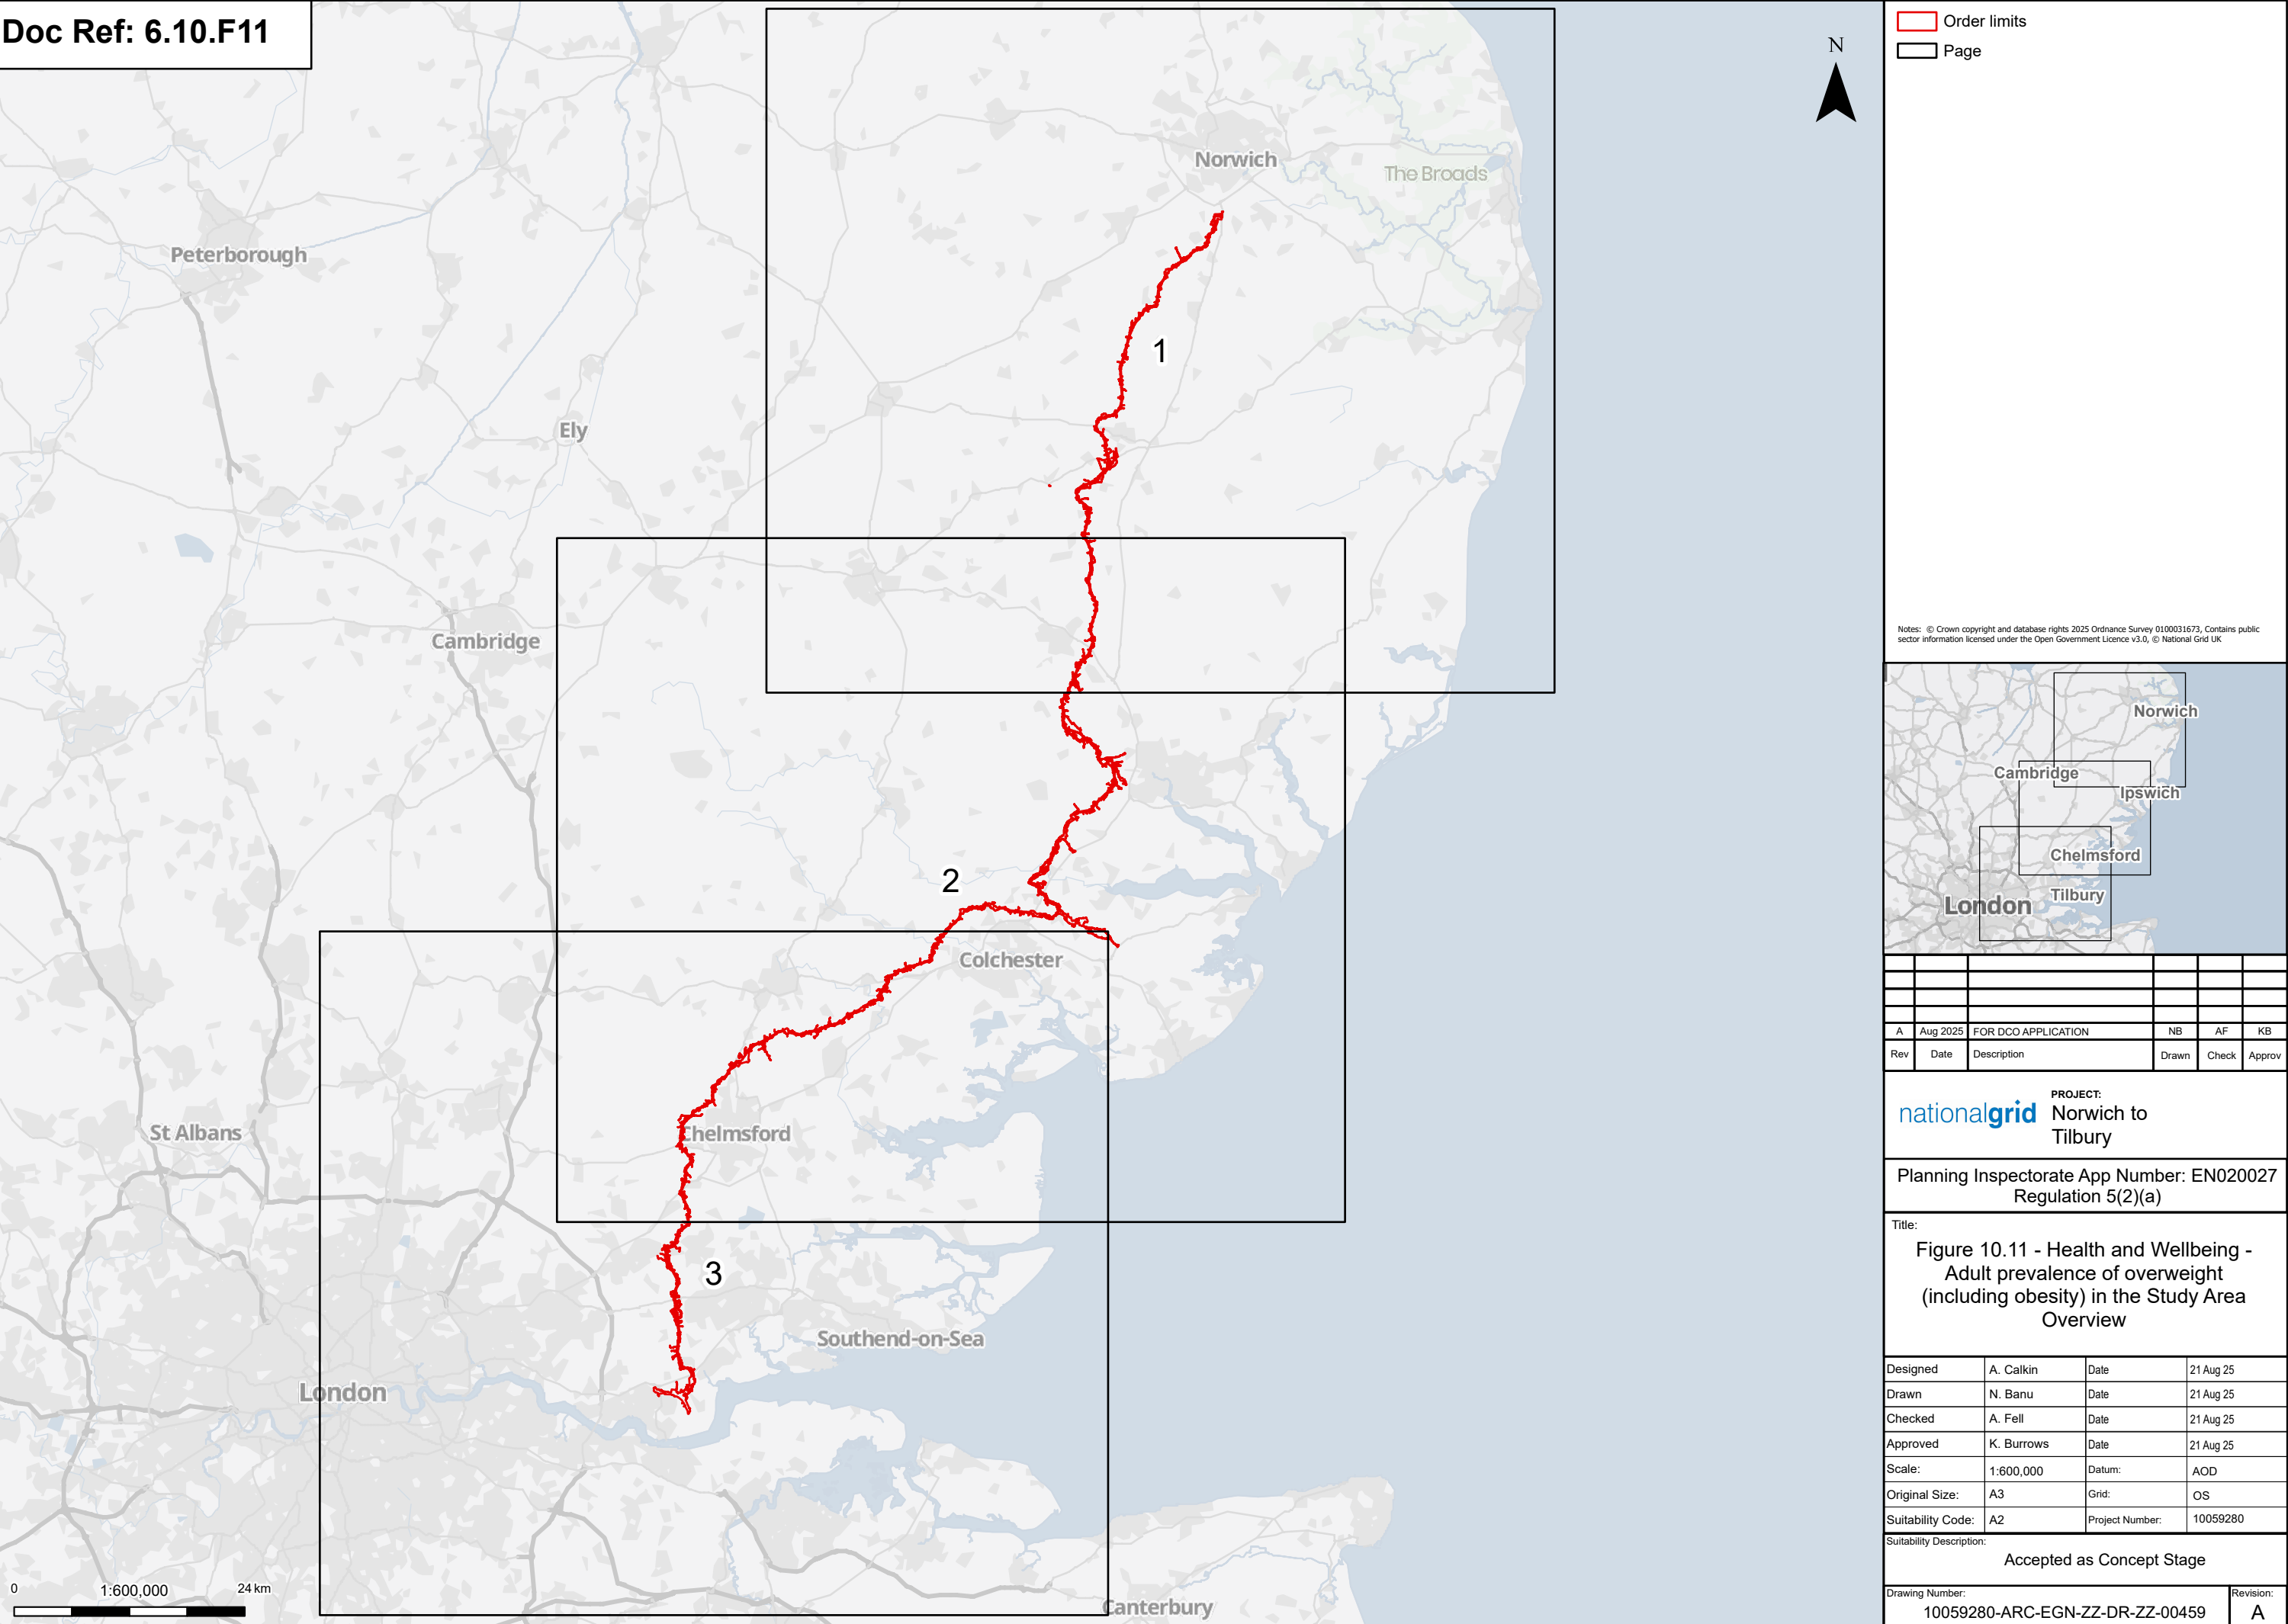 Doc Ref: 6.10.F11
N
Norwich
The Broads
Peterborough
1
Ely
Cambridge
2
Colchester
St Albans
Chelmsford
3
Southend-on-Sea
London
Canterbury
0 1:600,000 24 km
Order limits
Page
Notes: © Crown copyright and database rights 2025 Ordnance Survey 0100031673, Contains public
sector information licensed under the Open Government Licence v3.0, © National Grid UK
Norwich
Cambridge
Ipswich
Chelmsford
Tilbury
London
A Aug 2025 FOR DCO APPLICATION NB AF KB
Rev Date Description Drawn Check Approv
nationalgrid
PROJECT:
Norwich to
Tilbury
Planning Inspectorate App Number: EN020027
Regulation 5(2)(a)
Title:
Figure 10.11 - Health and Wellbeing -
Adult prevalence of overweight
(including obesity) in the Study Area
Overview
Designed A. Calkin Date 21 Aug 25
Drawn N. Banu Date 21 Aug 25
Checked A. Fell Date 21 Aug 25
Approved K. Burrows Date 21 Aug 25
Scale: 1:600,000 Datum: AOD
Original Size: A3 Grid: OS
Suitability Code: A2 Project Number: 10059280
Suitability Description:
Accepted as Concept Stage
Drawing Number: Revision:
10059280-ARC-EGN-ZZ-DR-ZZ-00459 A